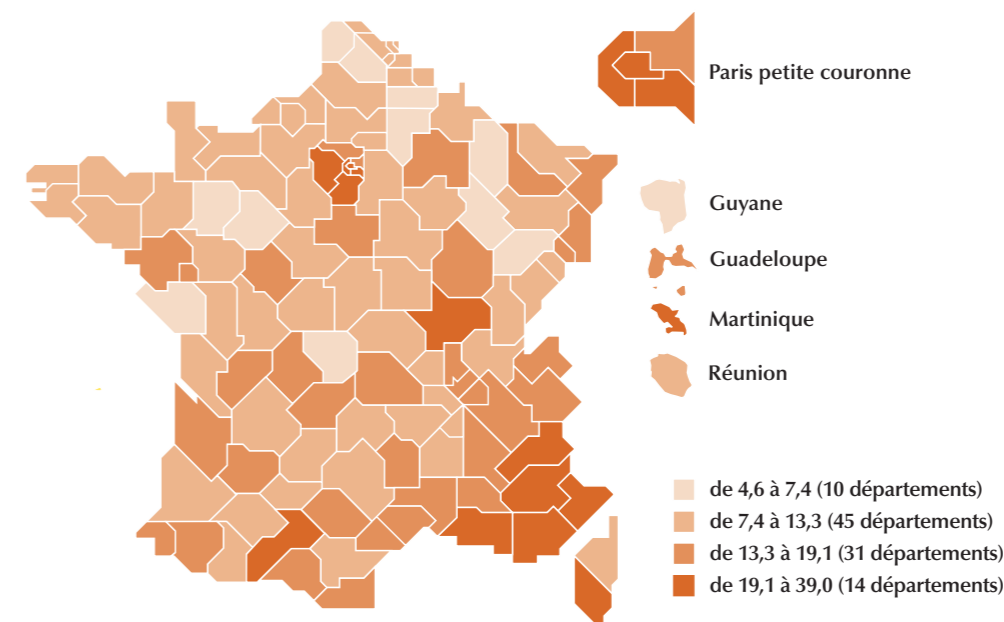 Paris petite couronne
Guyane
Guadeloupe
Martinique
Réunion
de 4,6 à 7,4 (10 départements)
de 7,4 à 13,3 (45 départements)
de 13,3 à 19,1 (31 départements)
de 19,1 à 39,0 (14 départements)